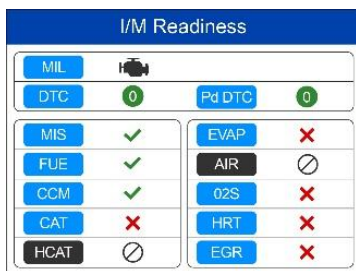 I/M Readiness
MIL
DTC 0 Pd DTC 0
MIS EVAP
FUE AIR
CCM 02S
CAT HRT
HCAT EGR